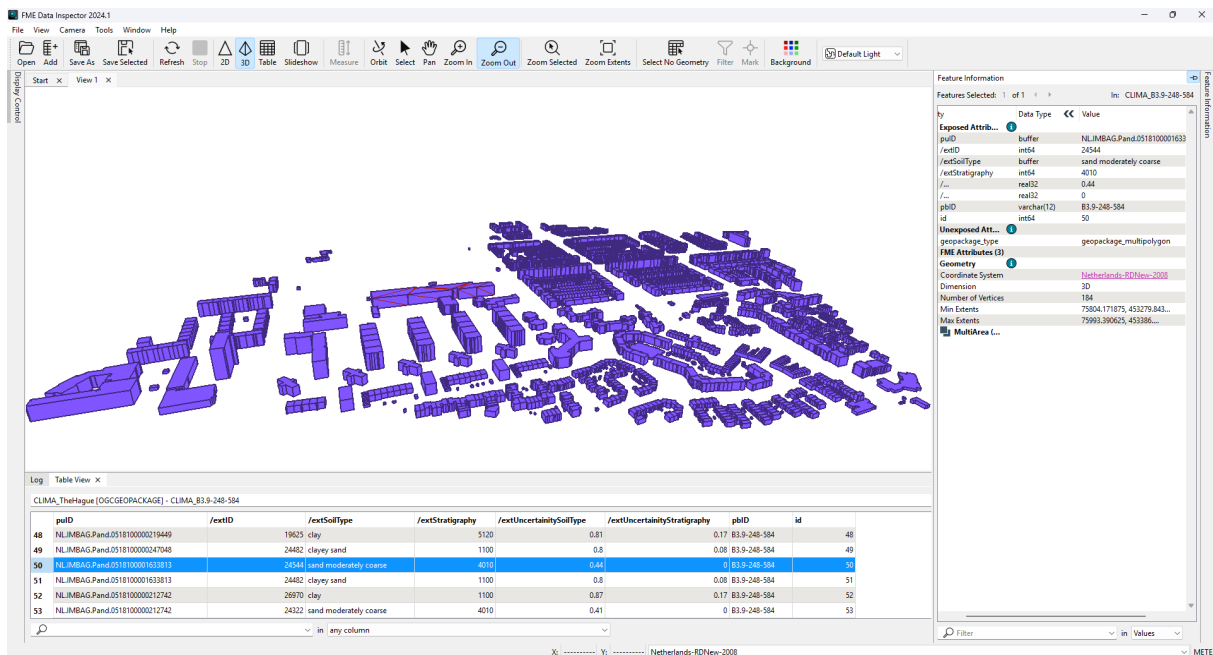 FME Data Inspector 2024.1
File View Camera Tools Window Help
Open Add Save As Save Selected Refresh Stop 2D 3D Table Slideshow Measure Orbit Select Pan Zoom In Zoom Out Zoom Selected Zoom Extents Select No Geometry Filter Mark Background Default Light
Display Control
Start View 1
Feature Information
Feature Information
Features Selected: 1 of 1 In: CLIMA_B3.9-248-584
ty Data Type Value
Exposed Attrib...
puID buffer NL.IMBAG.Pand.0518100001633
/extID int64 24544
/extSoilType buffer sand moderately coarse
/extStratigraphy int64 4010
/... real32 0.44
/... real32 0
pbID varchar(12) B3.9-248-584
id int64 50
Unexposed Att...
geopackage_type geopackage_multipolygon
FME Attributes (3)
Geometry
Coordinate System Netherlands-RDNew-2008
Dimension 3D
Number of Vertices 184
Min Extents 75804.171875, 453279.843...
Max Extents 75993.390625, 453386....
MultiArea (...
Filter in Values
Log Table View
CLIMA_TheHague [OGCGEOPACKAGE] - CLIMA_B3.9-248-584
puID /extID /extSoilType /extStratigraphy /extUncertainitySoilType /extUncertainityStratigraphy pbID id
48 NL.IMBAG.Pand.0518100000219449 19625 clay 5120 0.81 0.17 B3.9-248-584 48
49 NL.IMBAG.Pand.0518100000247048 24482 clayey sand 1100 0.8 0.08 B3.9-248-584 49
50 NL.IMBAG.Pand.0518100001633813 24544 sand moderately coarse 4010 0.44 0 B3.9-248-584 50
51 NL.IMBAG.Pand.0518100001633813 24482 clayey sand 1100 0.8 0.08 B3.9-248-584 51
52 NL.IMBAG.Pand.0518100000212742 26970 clay 1100 0.87 0.17 B3.9-248-584 52
53 NL.IMBAG.Pand.0518100000212742 24322 sand moderately coarse 4010 0.41 0 B3.9-248-584 53
in any column
X: ---------- Y: ---------- Netherlands-RDNew-2008 METE